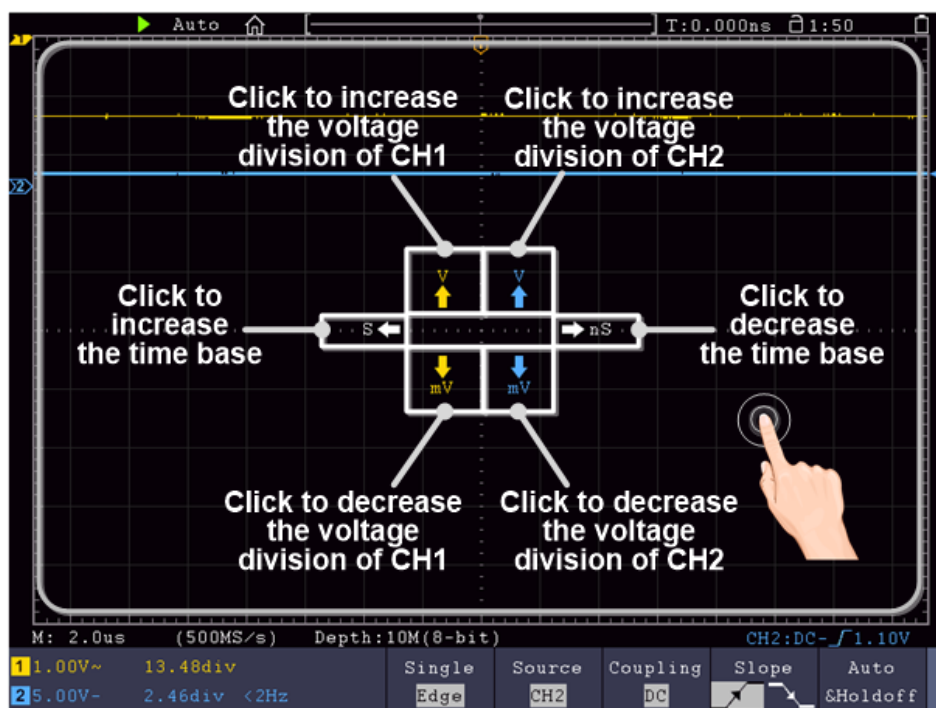 Auto T:0.000ns 1:50
1
Click to increase
the voltage
division of CH1
Click to increase
the voltage
division of CH2
2
V V
Click to
increase
the time base
S nS
Click to
decrease
the time base
mV mV
Click to decrease
the voltage
division of CH1
Click to decrease
the voltage
division of CH2
M: 2.0us (500MS/s) Depth:10M(8-bit) CH2:DC- 1.10V
1 1.00V~ 13.48div
2 5.00V- 2.46div <2Hz
Single
Edge
Source
CH2
Coupling
DC
Slope
Auto
&Holdoff